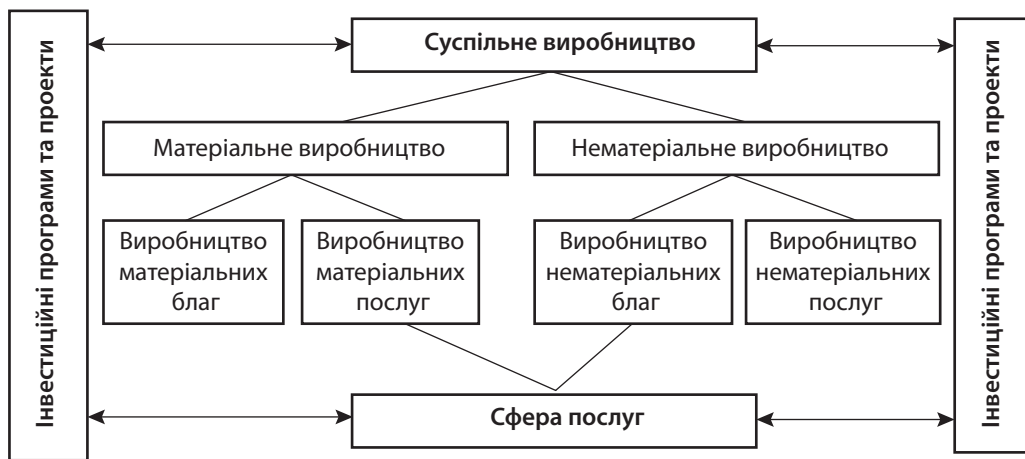 Інвестиційні програми та проекти
Суспільне виробництво
Матеріальне виробництво
Нематеріальне виробництво
Виробництво
матеріальних
благ
Виробництво
матеріальних
послуг
Виробництво
нематеріальних
благ
Виробництво
нематеріальних
послуг
Сфера послуг
Інвестиційні програми та проекти